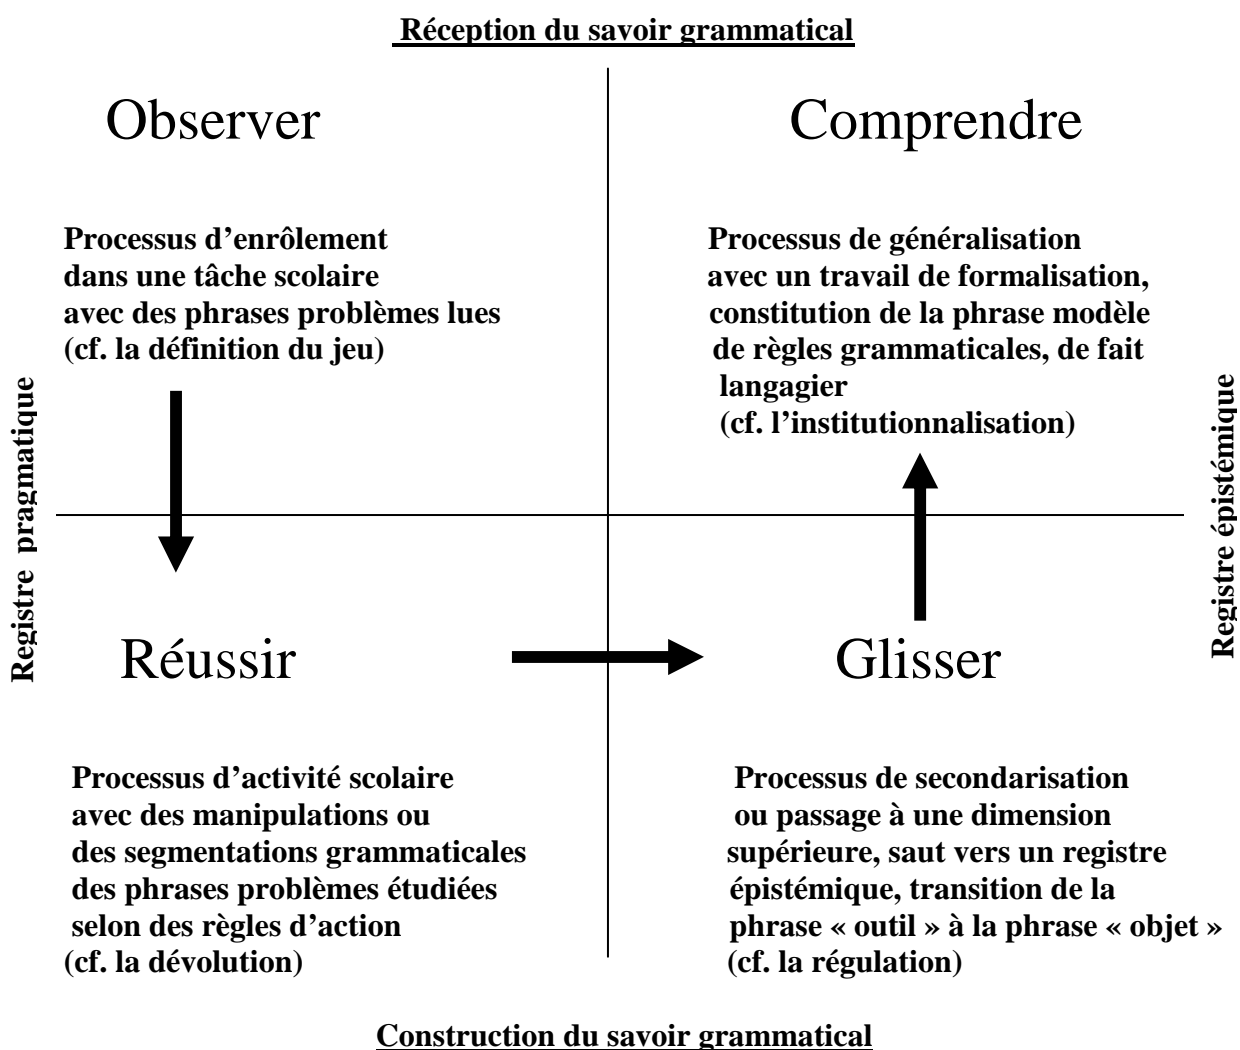 Réception du savoir grammatical
Observer
Processus d’enrôlement
dans une tâche scolaire
avec des phrases problèmes lues
(cf. la définition du jeu)
Comprendre
Processus de généralisation
avec un travail de formalisation,
constitution de la phrase modèle
de règles grammaticales, de fait
langagier
(cf. l’institutionnalisation)
Registre pragmatique
Registre épistémique
Réussir
Processus d’activité scolaire
avec des manipulations ou
des segmentations grammaticales
des phrases problèmes étudiées
selon des règles d’action
(cf. la dévolution)
Glisser
Processus de secondarisation
ou passage à une dimension
supérieure, saut vers un registre
épistémique, transition de la
phrase « outil » à la phrase « objet »
(cf. la régulation)
Construction du savoir grammatical